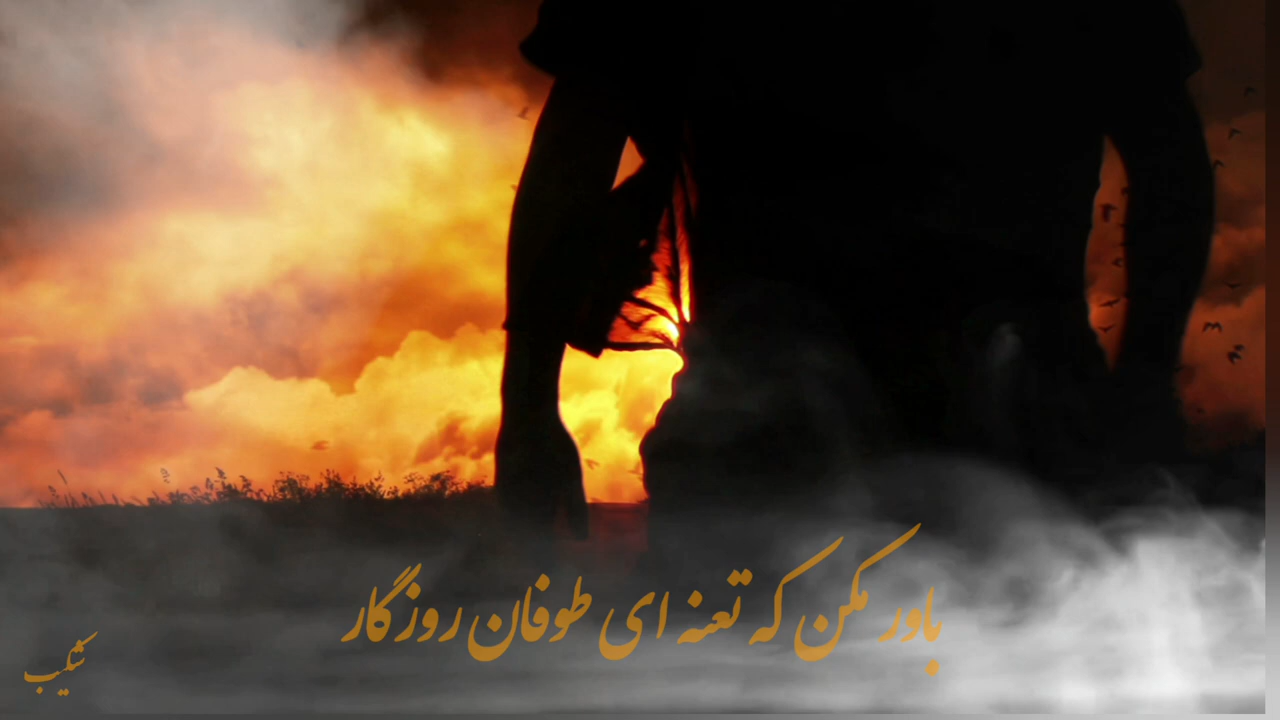 باور مکن که تعنه ای طوفان روزگار
شکیب